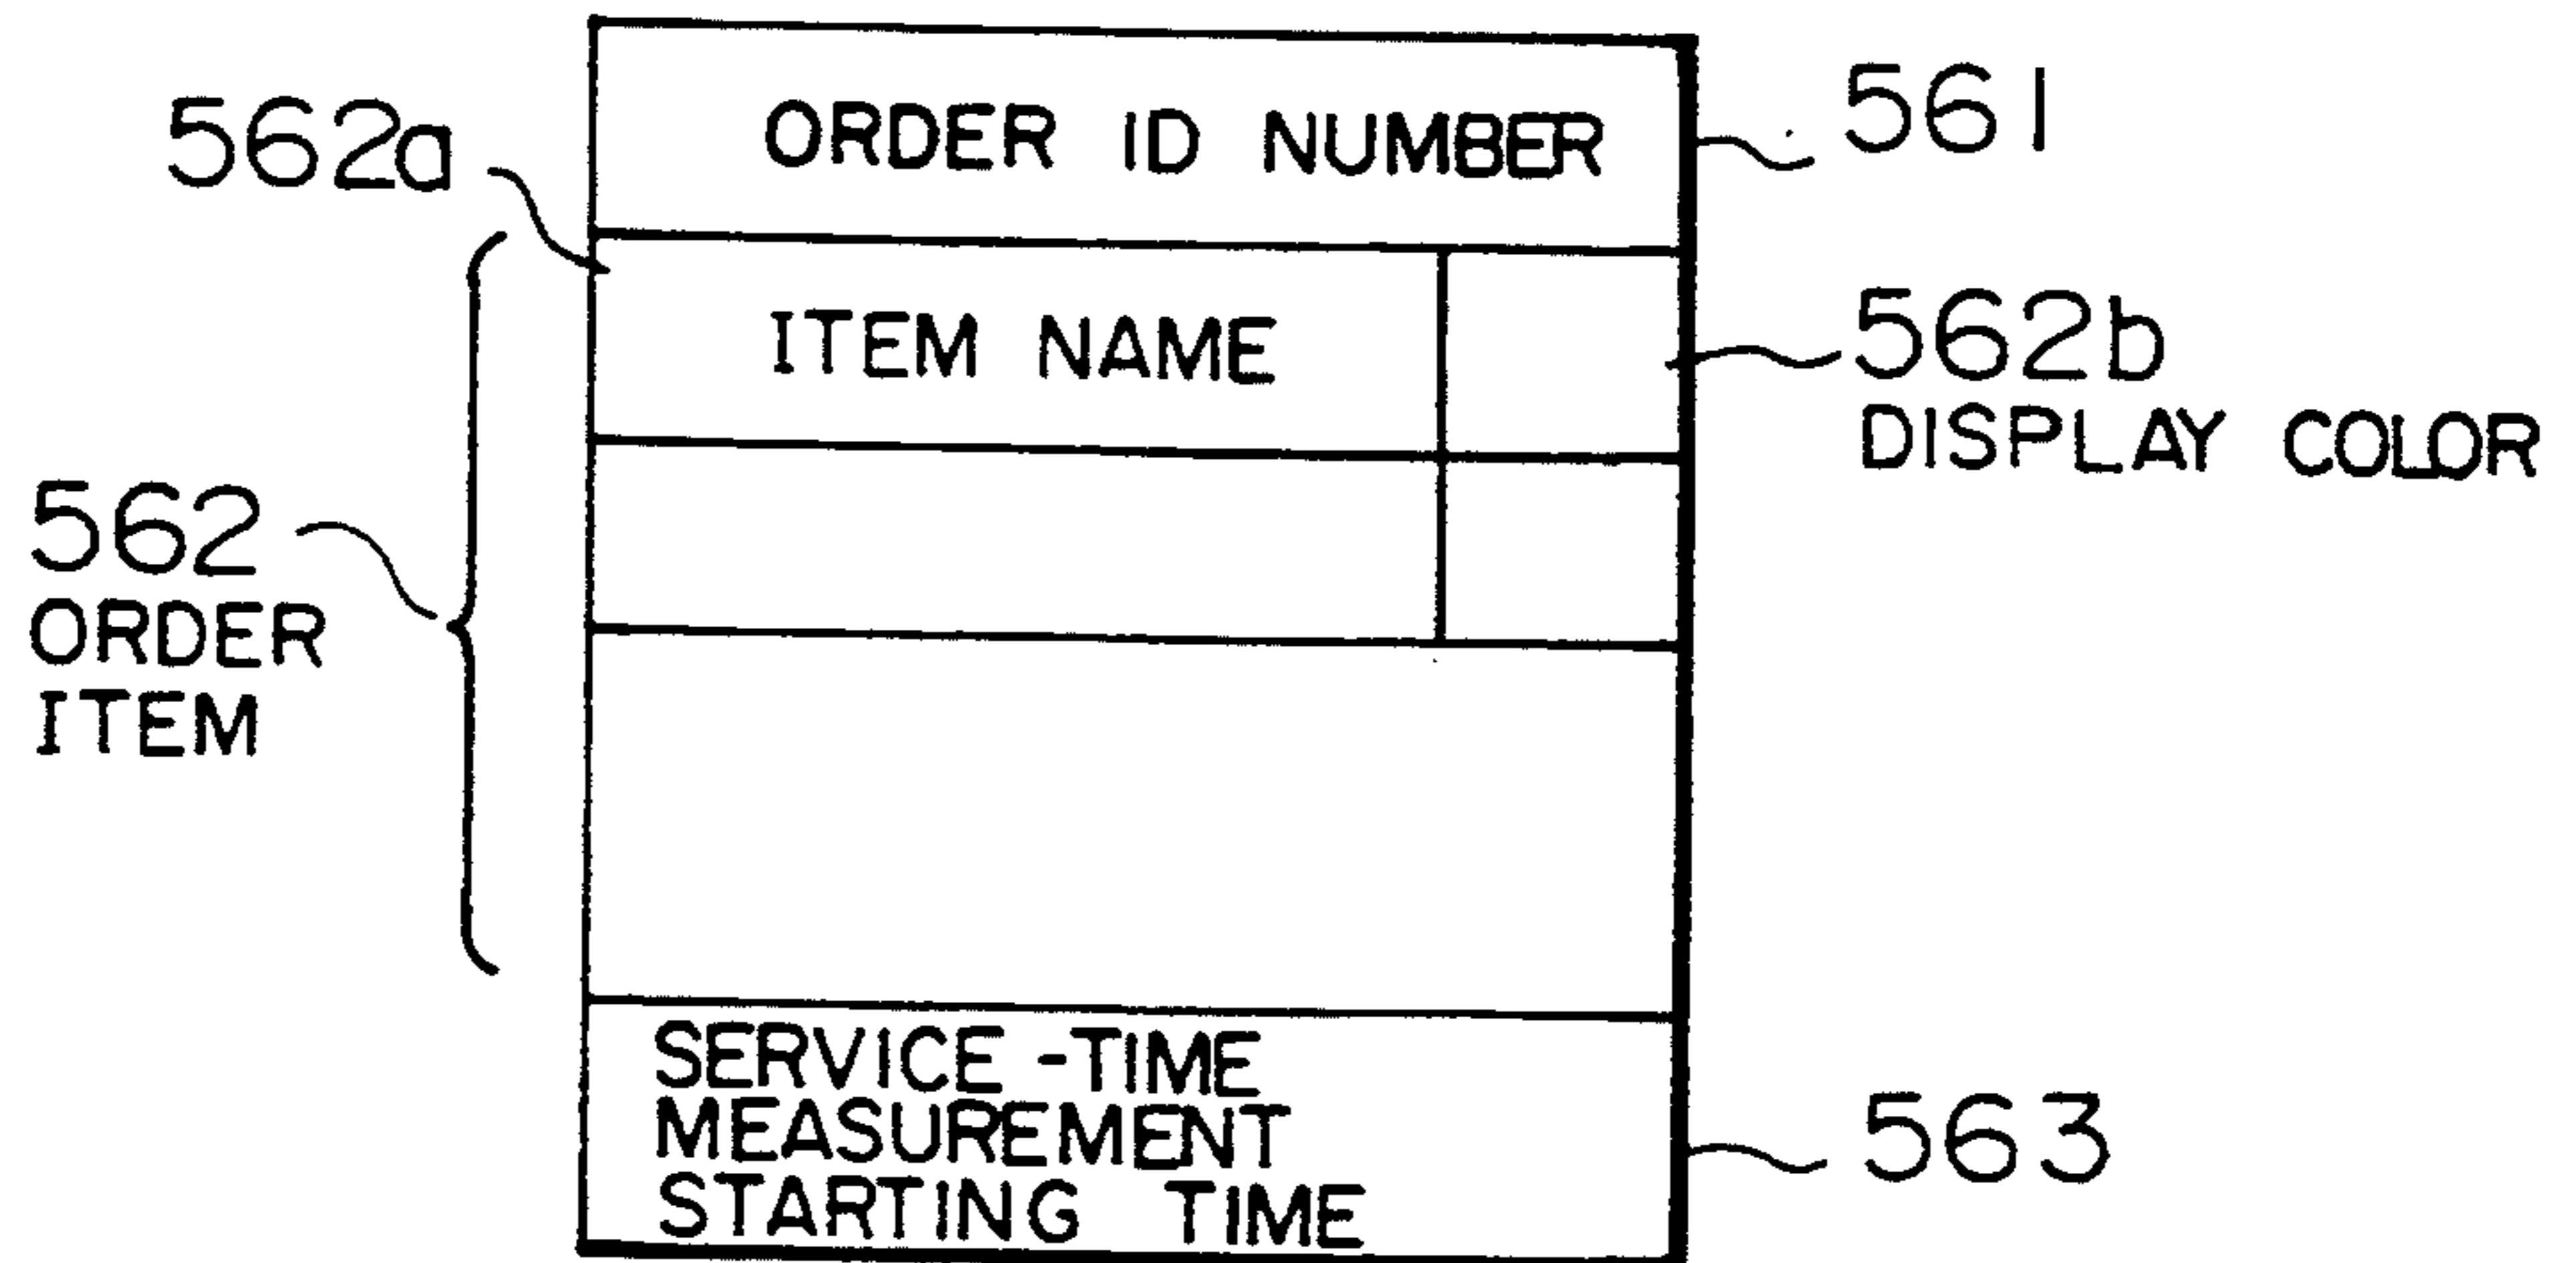 ORDER ID NUMBER
561
562a
ITEM NAME
562b
DISPLAY COLOR
562
ORDER
ITEM
SERVICE-TIME
MEASUREMENT
STARTING TIME
563